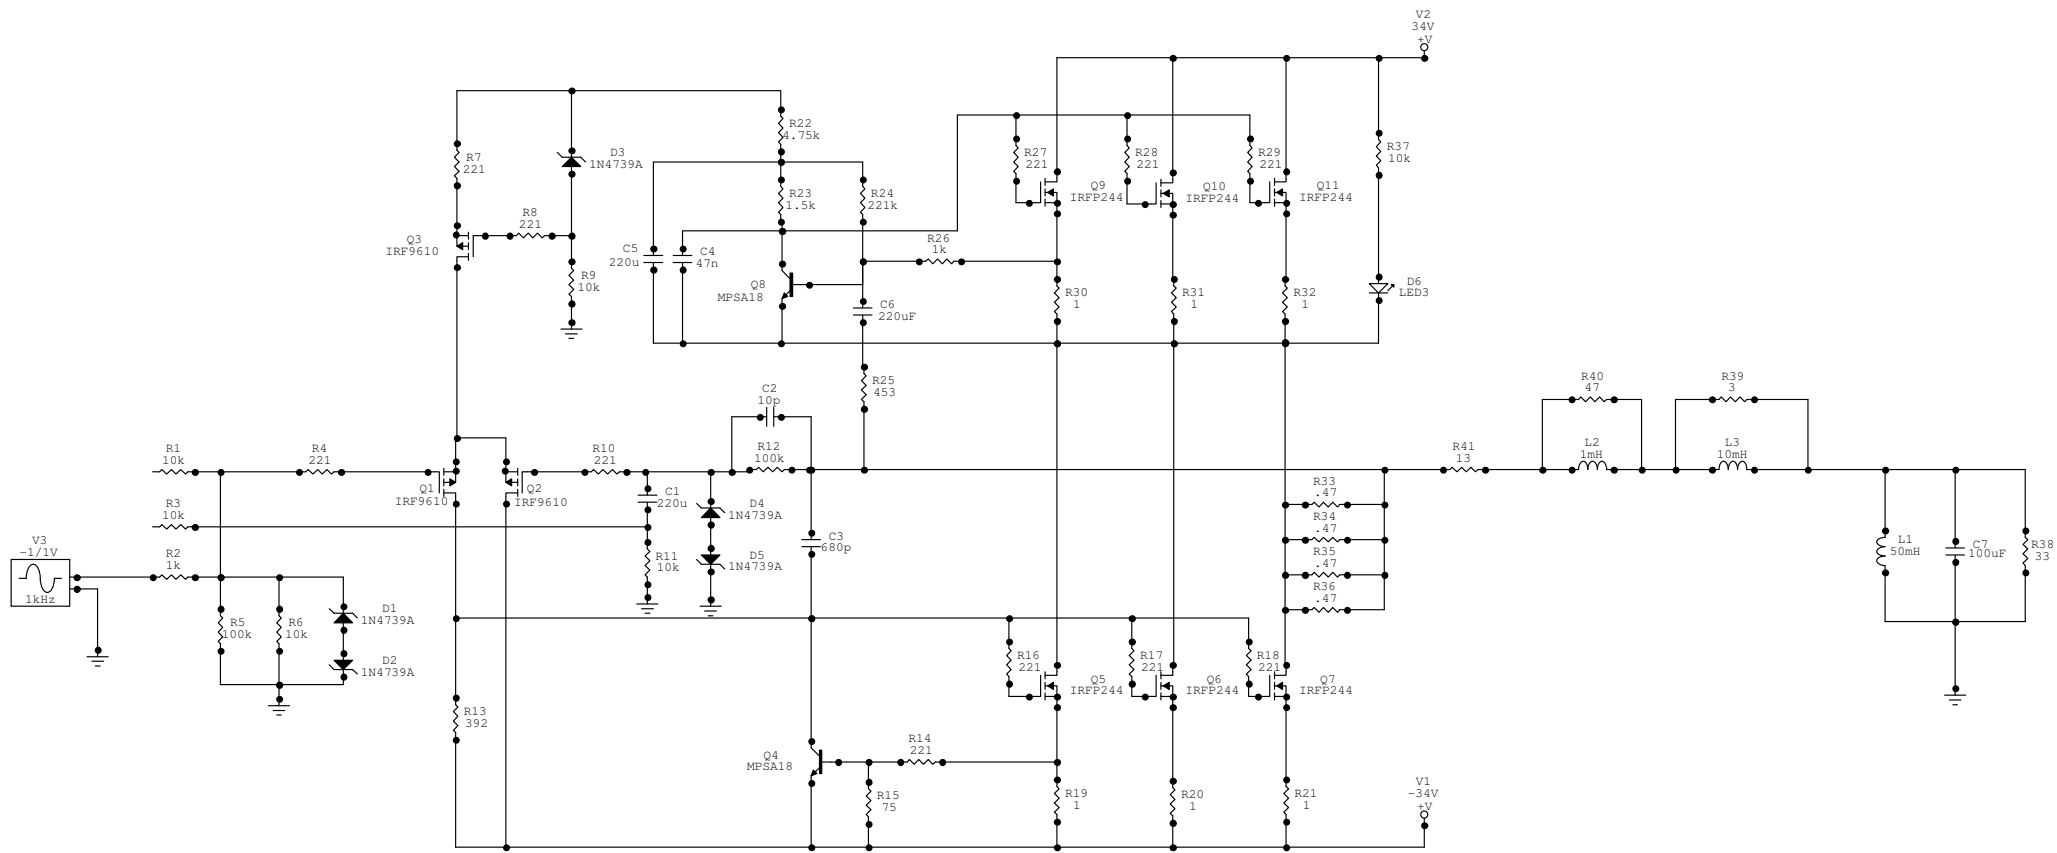 V2
34V
+V
R22
4.75k
D3
1N4739A
R7
221
R27
221
R28
221
R29
221
R37
10k
Q9
IRFP244
Q10
IRFP244
Q11
IRFP244
R23
1.5k
R24
221k
R8
221
Q3
IRF9610
C5
220u
C4
47n
R26
1k
R9
10k
Q8
MPSA18
C6
220uF
R30
1
R31
1
R32
1
D6
LED3
R25
453
C2
10p
R40
47
R39
3
R1
10k
R4
221
R10
221
R12
100k
R41
13
L2
1mH
L3
10mH
Q1
IRF9610
Q2
IRF9610
C1
220u
D4
1N4739A
R3
10k
R33
.47
R34
.47
R35
.47
R36
.47
V3
-1/1V
1kHz
R2
1k
C3
680p
R11
10k
D5
1N4739A
L1
50mH
C7
100uF
R38
33
R5
100k
R6
10k
D1
1N4739A
D2
1N4739A
R16
221
R17
221
R18
221
Q5
IRFP244
Q6
IRFP244
Q7
IRFP244
R13
392
Q4
MPSA18
R14
221
R15
75
R19
1
R20
1
R21
1
V1
-34V
+V